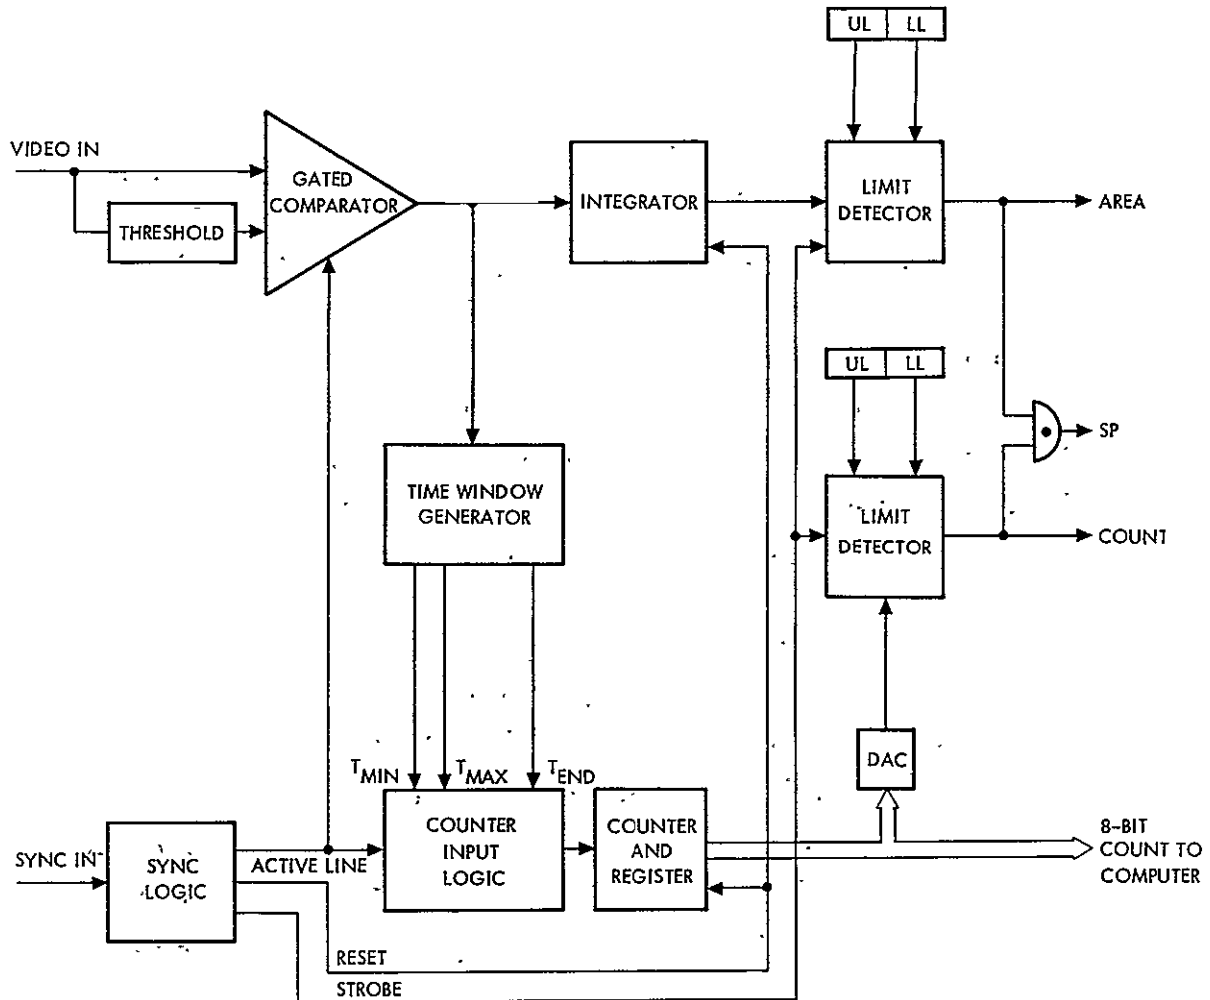 UL LL
VIDEO IN
GATED
COMPARATOR
THRESHOLD
INTEGRATOR
LIMIT
DETECTOR
AREA
UL LL
SP
TIME WINDOW
GENERATOR
LIMIT
DETECTOR
COUNT
DAC
TMIN TMAX TEND
SYNC IN
SYNC
LOGIC
ACTIVE LINE
COUNTER
INPUT
LOGIC
COUNTER
AND
REGISTER
8-BIT
COUNT TO
COMPUTER
RESET
STROBE